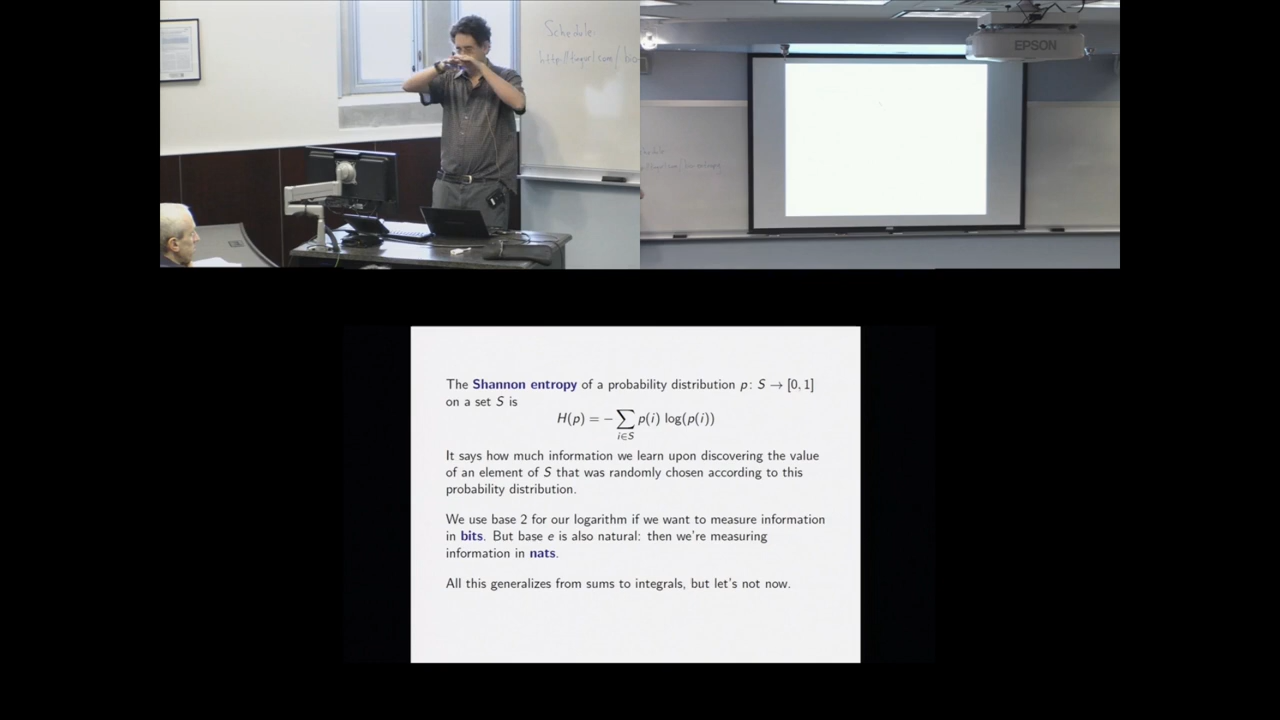 Schedule:
EPSON
The Shannon entropy of a probability distribution p: S → [0, 1]
on a set S is
H(p) = − ∑ p(i) log(p(i))
i∈S
It says how much information we learn upon discovering the value
of an element of S that was randomly chosen according to this
probability distribution.
We use base 2 for our logarithm if we want to measure information
in bits. But base e is also natural: then we're measuring
information in nats.
All this generalizes from sums to integrals, but let's not now.